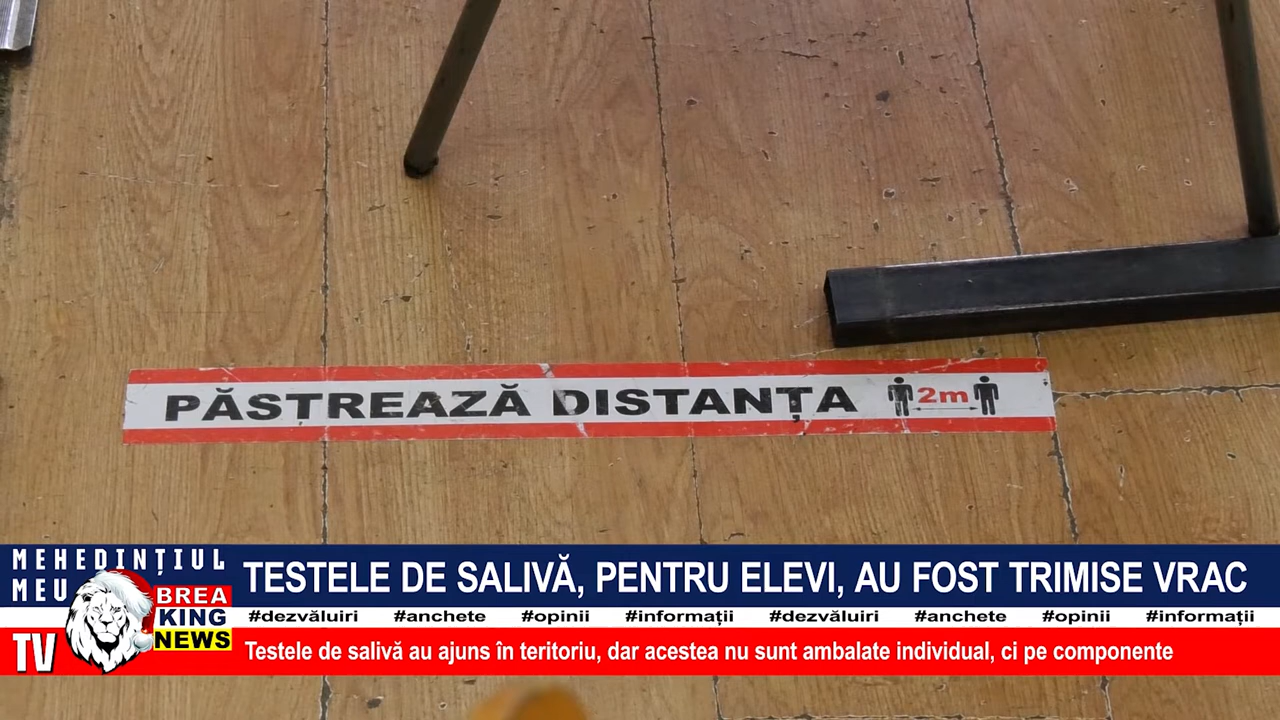 PĂSTREAZĂ DISTANȚA 2m
MEHEDINȚIUL
MEU
TV
BREA
KING
NEWS
TESTELE DE SALIVĂ, PENTRU ELEVI, AU FOST TRIMISE VRAC
#dezvăluiri #anchete #opinii #informații #dezvăluiri #anchete #opinii #informații
Testele de salivă au ajuns în teritoriu, dar acestea nu sunt ambalate individual, ci pe componente